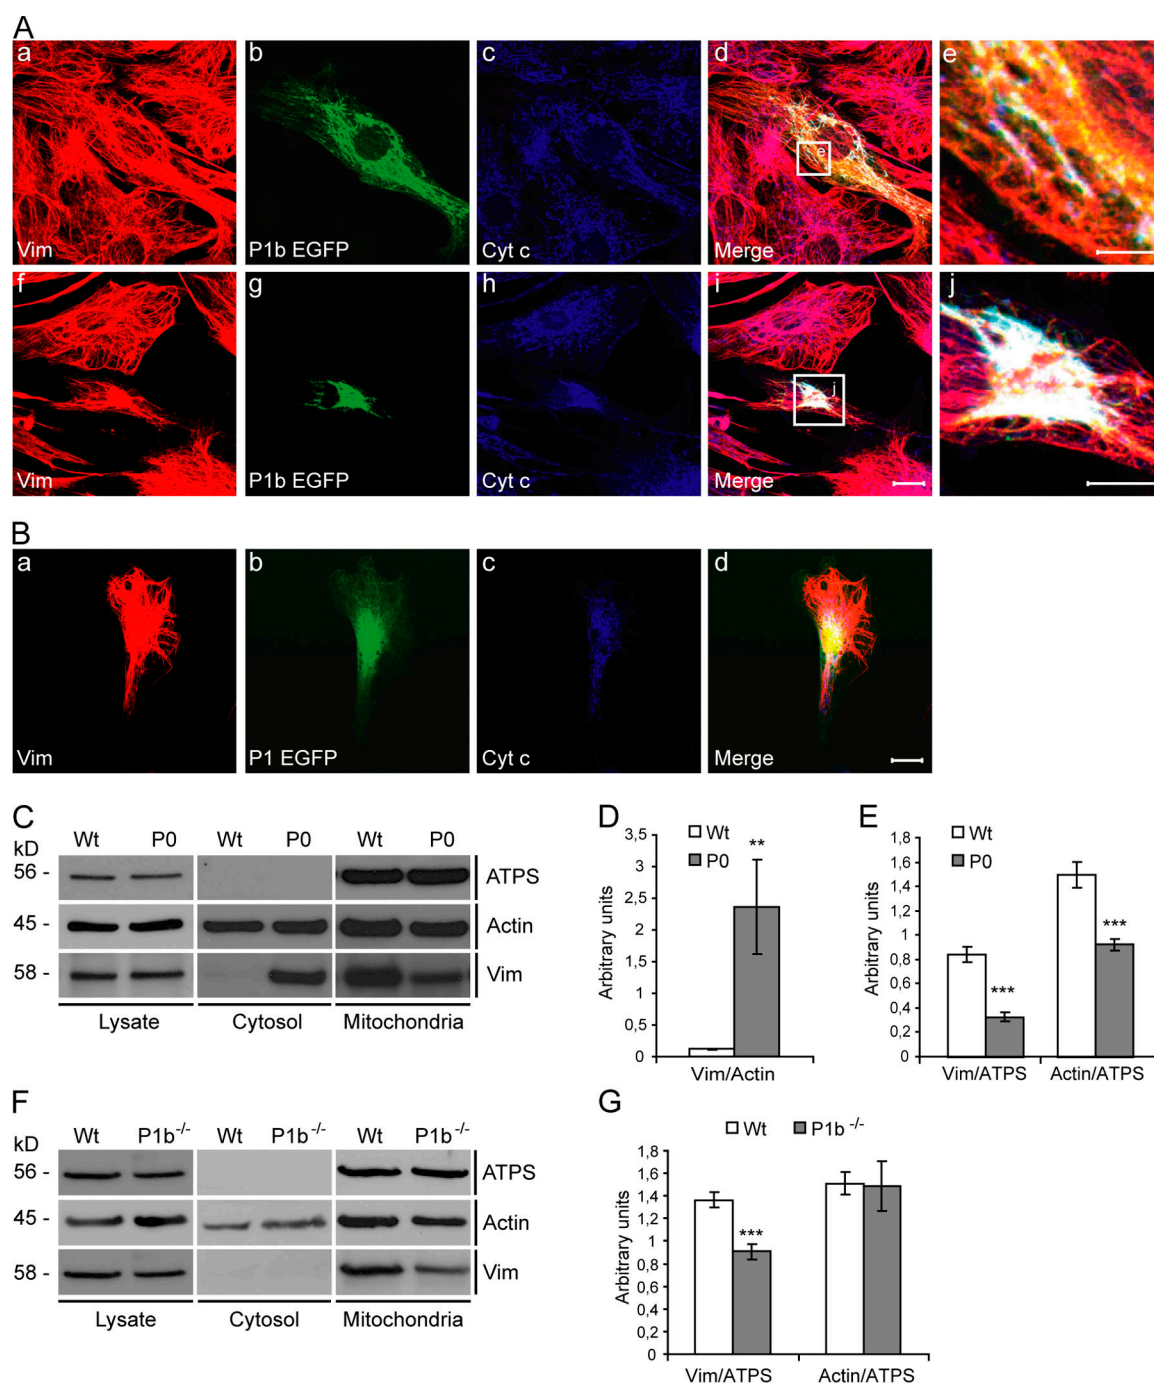 A
a
b
c
d
e
e
Vim
P1b EGFP
Cyt c
Merge
f
g
h
i
j
j
Vim
P1b EGFP
Cyt c
Merge
B
a
b
c
d
Vim
P1 EGFP
Cyt c
Merge
C
kD
Wt P0 Wt P0 Wt P0
56 - ATPS
45 - Actin
58 - Vim
Lysate Cytosol Mitochondria
D
Wt
P0
3,5
3
2,5
2
1,5
1
0,5
0
Arbitrary units
**
Vim/Actin
E
Wt
P0
1,8
1,6
1,4
1,2
1
0,8
0,6
0,4
0,2
0
Arbitrary units
***
***
Vim/ATPS Actin/ATPS
F
kD
Wt P1b-/- Wt P1b-/- Wt P1b-/-
56 - ATPS
45 - Actin
58 - Vim
Lysate Cytosol Mitochondria
G
Wt P1b -/-
1,8
1,6
1,4
1,2
1
0,8
0,6
0,4
0,2
0
Arbitrary units
***
Vim/ATPS Actin/ATPS